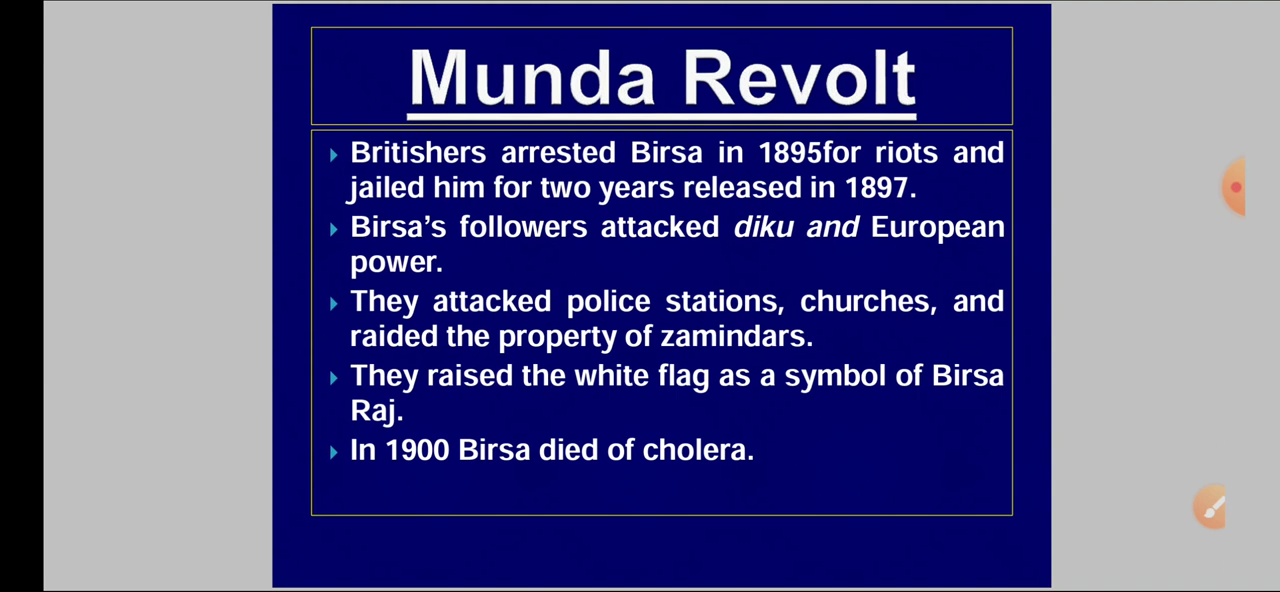 Munda Revolt
Britishers arrested Birsa in 1895for riots and
jailed him for two years released in 1897.
Birsa’s followers attacked diku and European
power.
They attacked police stations, churches, and
raided the property of zamindars.
They raised the white flag as a symbol of Birsa
Raj.
In 1900 Birsa died of cholera.